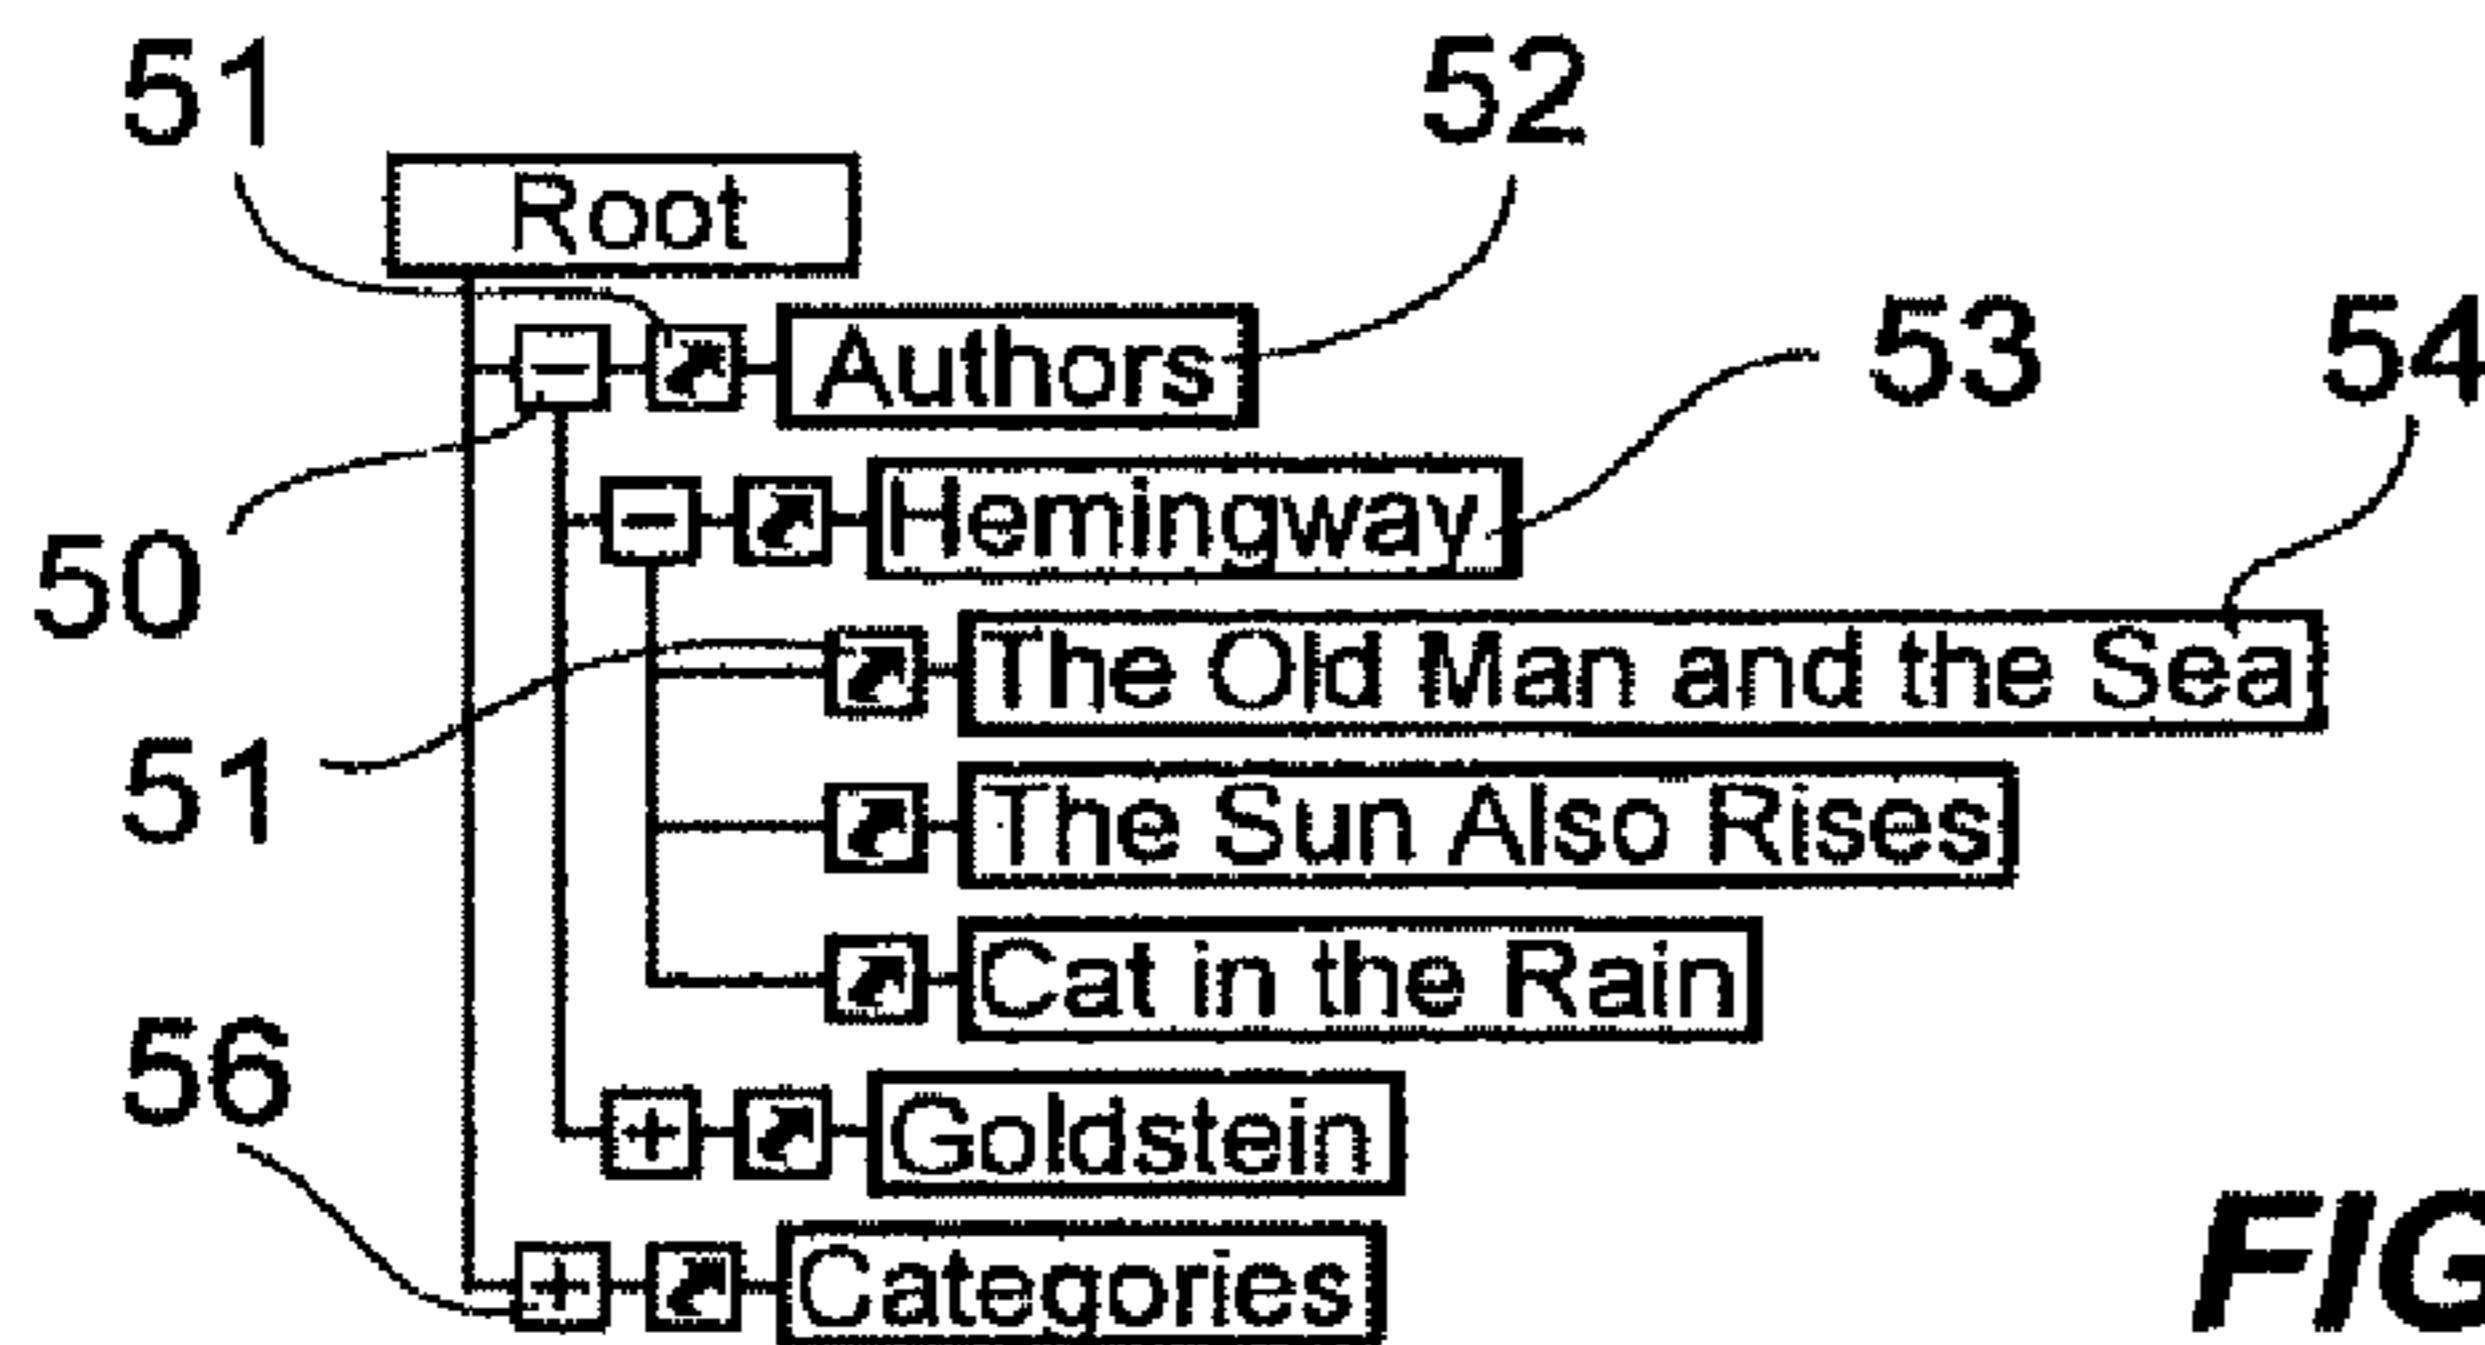 51
52
Root
Authors
53
54
Hemingway
50
The Old Man and the Sea
51
The Sun Also Rises
Cat in the Rain
56
Goldstein
FIG
Categories